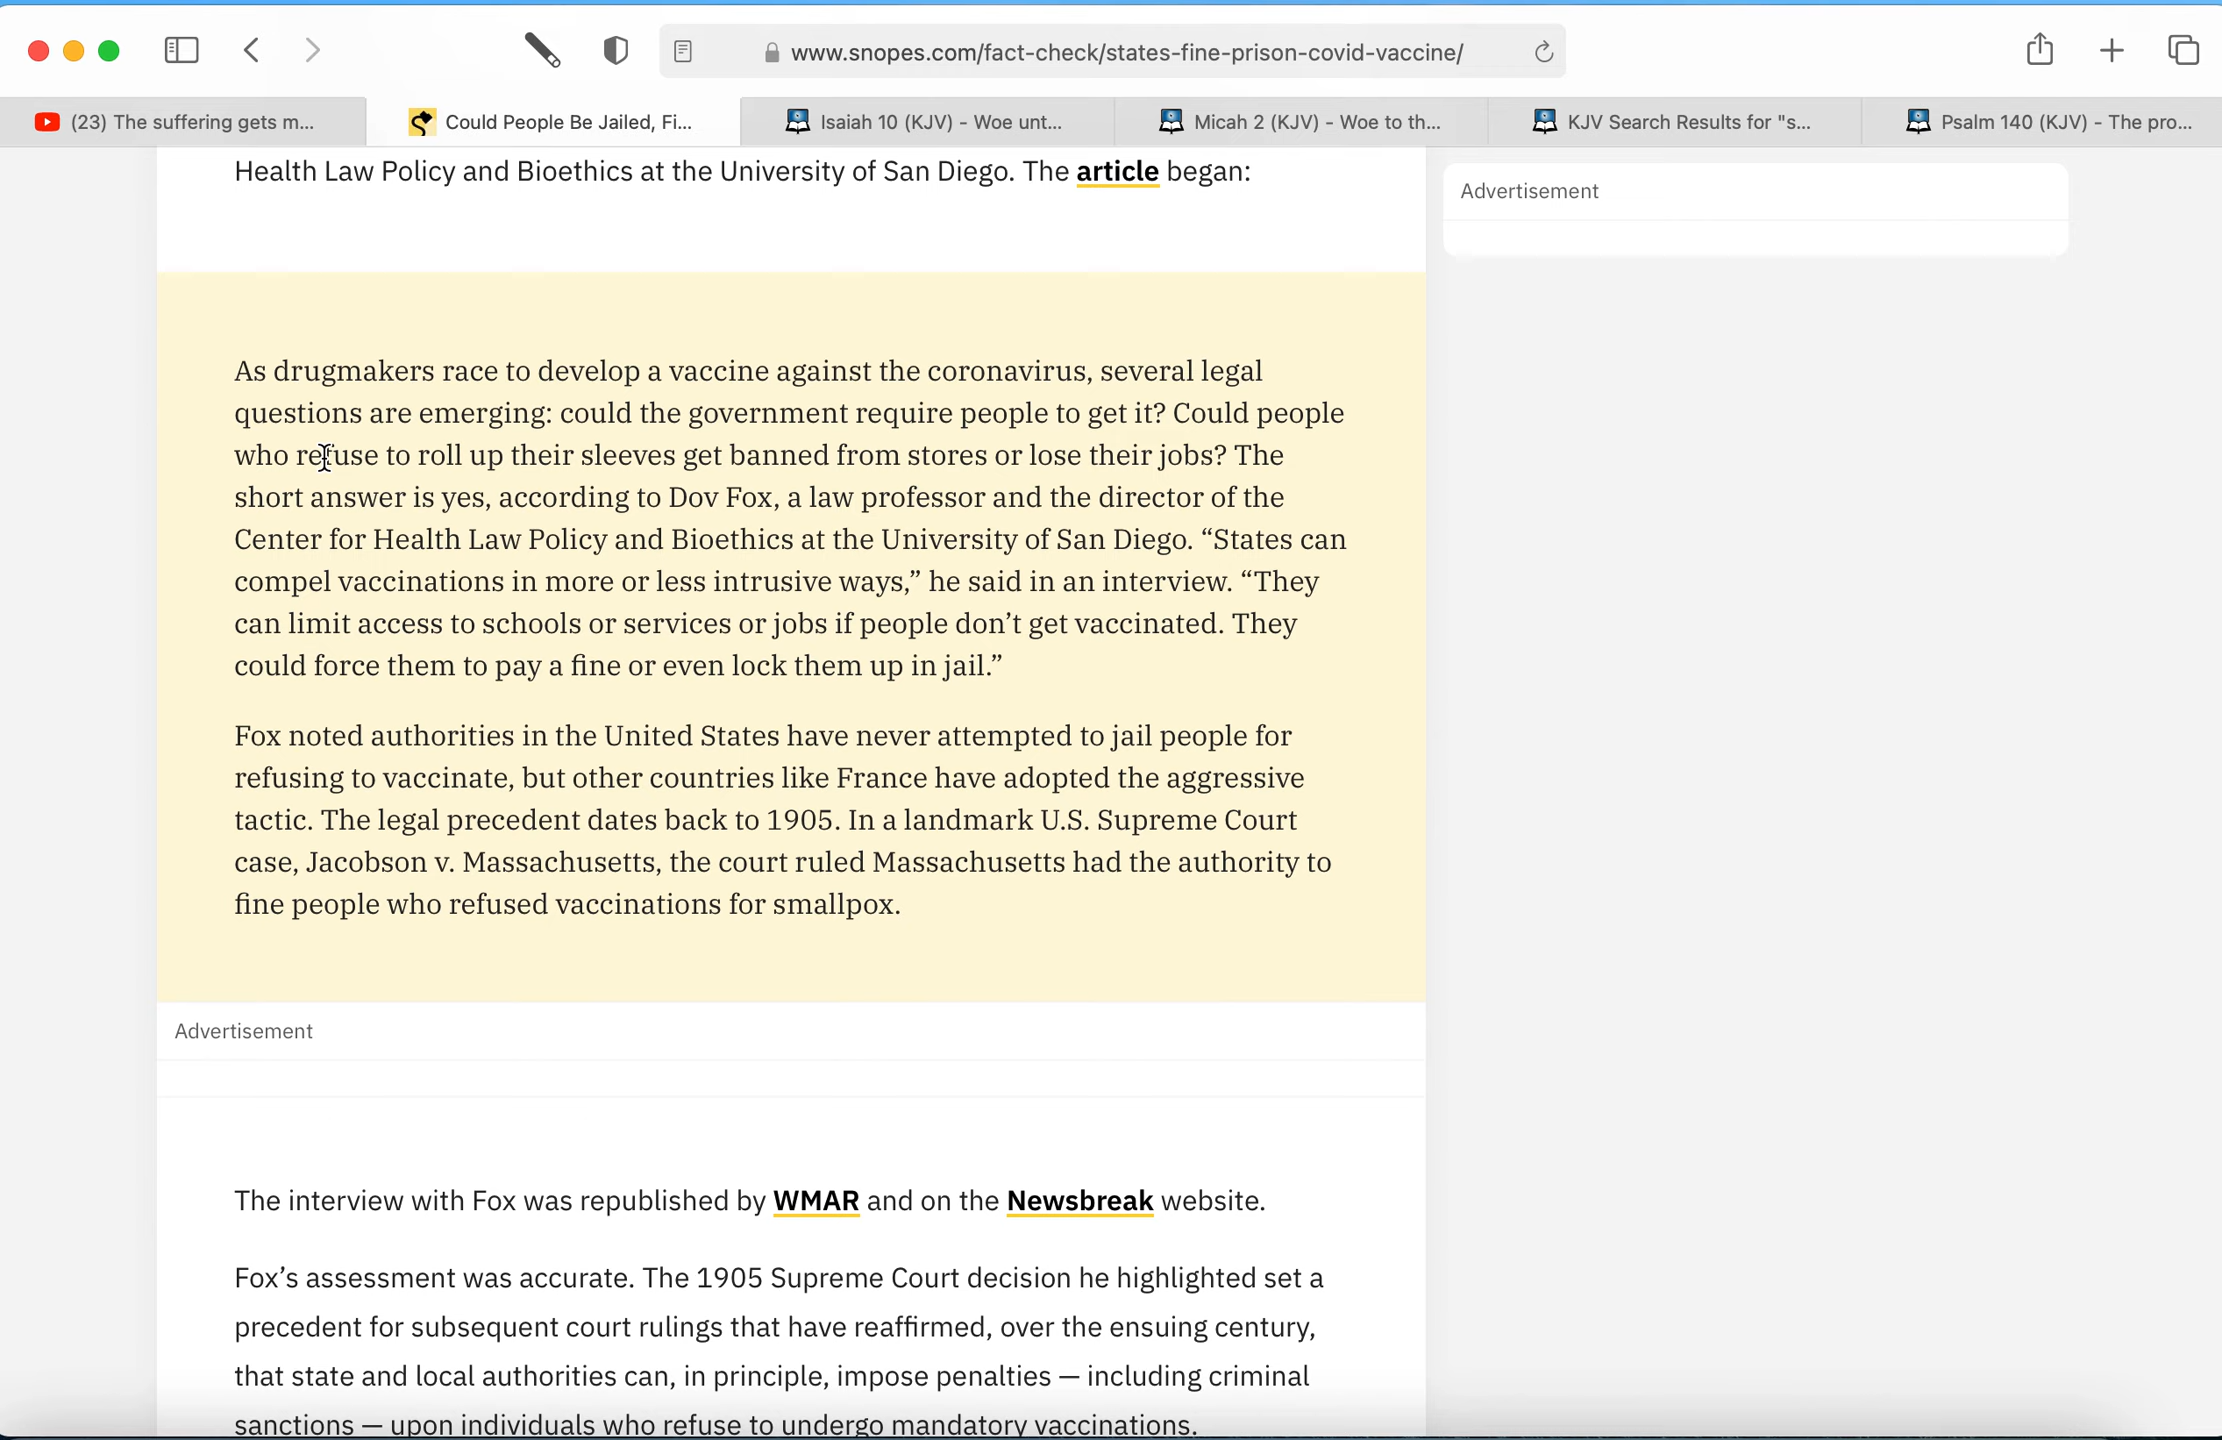 www.snopes.com/fact-check/states-fine-prison-covid-vaccine/
(23) The suffering gets m...
Could People Be Jailed, Fi...
Isaiah 10 (KJV) - Woe unt...
Micah 2 (KJV) - Woe to th...
KJV Search Results for "s...
Psalm 140 (KJV) - The pro...
Health Law Policy and Bioethics at the University of San Diego. The article began:
Advertisement
As drugmakers race to develop a vaccine against the coronavirus, several legal
questions are emerging: could the government require people to get it? Could people
who refuse to roll up their sleeves get banned from stores or lose their jobs? The
short answer is yes, according to Dov Fox, a law professor and the director of the
Center for Health Law Policy and Bioethics at the University of San Diego. “States can
compel vaccinations in more or less intrusive ways,” he said in an interview. “They
can limit access to schools or services or jobs if people don’t get vaccinated. They
could force them to pay a fine or even lock them up in jail.”
Fox noted authorities in the United States have never attempted to jail people for
refusing to vaccinate, but other countries like France have adopted the aggressive
tactic. The legal precedent dates back to 1905. In a landmark U.S. Supreme Court
case, Jacobson v. Massachusetts, the court ruled Massachusetts had the authority to
fine people who refused vaccinations for smallpox.
Advertisement
The interview with Fox was republished by WMAR and on the Newsbreak website.
Fox’s assessment was accurate. The 1905 Supreme Court decision he highlighted set a
precedent for subsequent court rulings that have reaffirmed, over the ensuing century,
that state and local authorities can, in principle, impose penalties — including criminal
sanctions — upon individuals who refuse to undergo mandatory vaccinations.